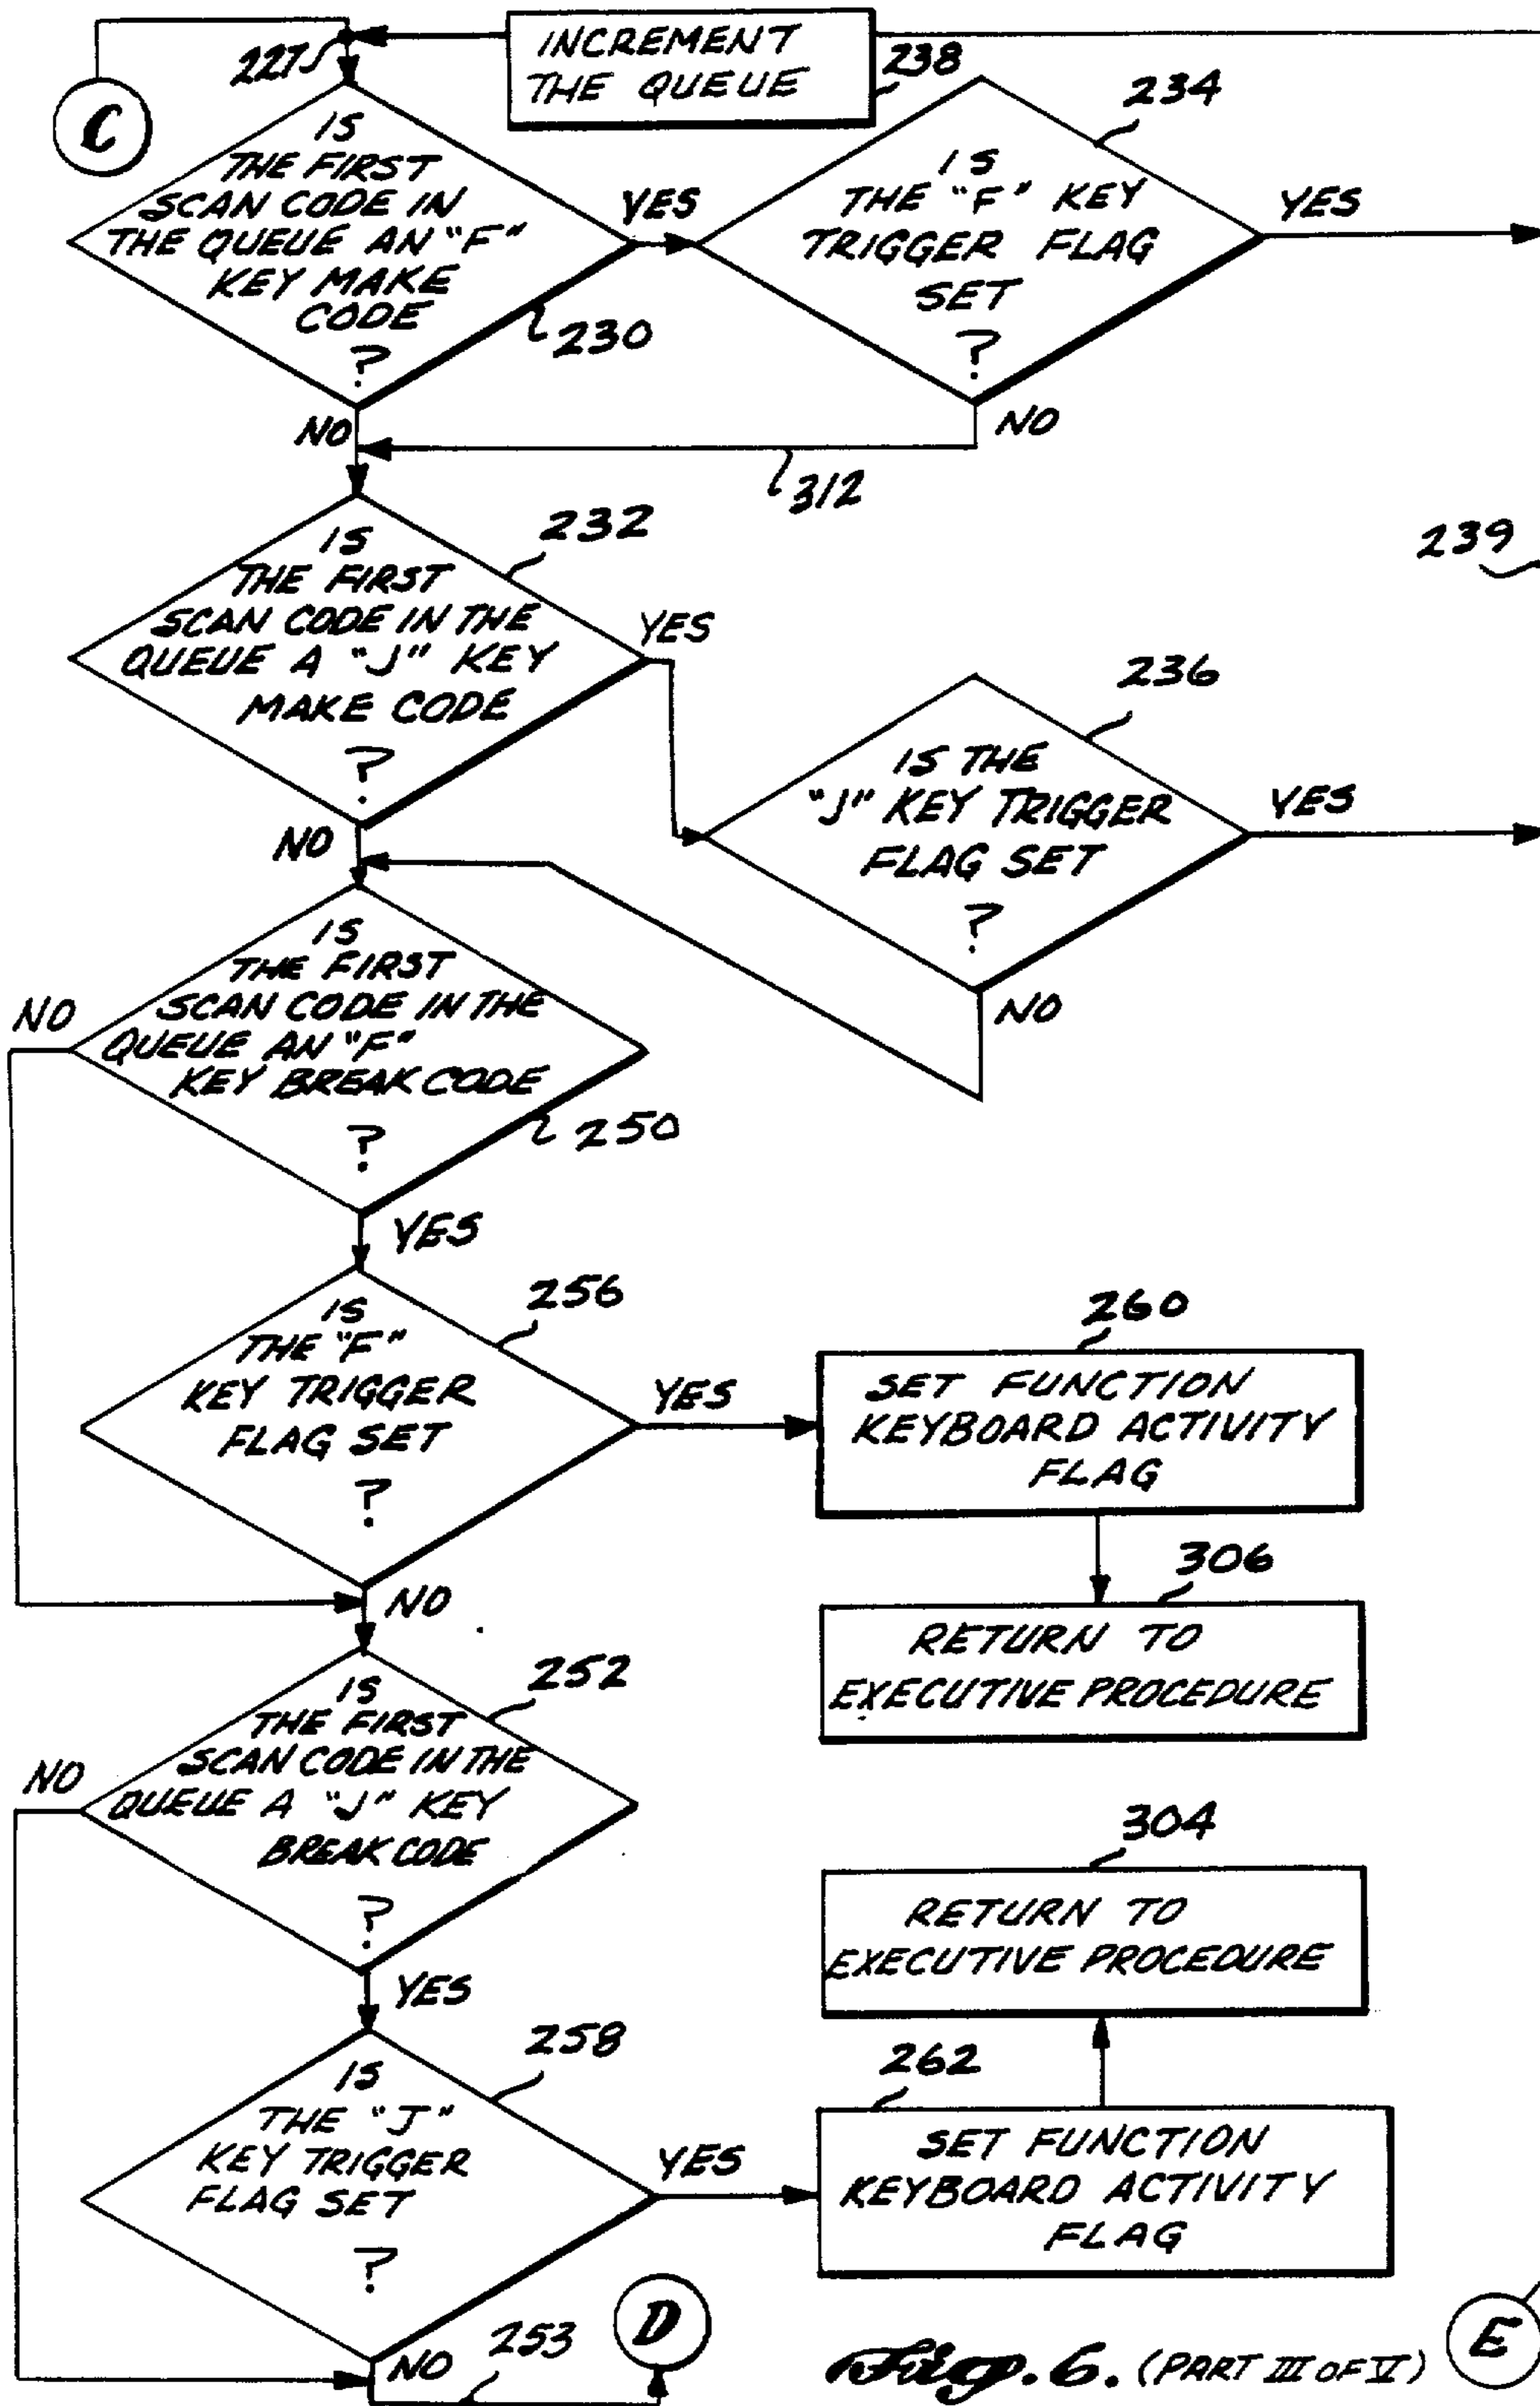 227
INCREMENT
THE QUEUE
238
234
C
IS
THE FIRST
SCAN CODE IN
THE QUEUE AN "F"
KEY MAKE
CODE
?
YES
230
IS
THE "F" KEY
TRIGGER FLAG
SET
?
YES
NO
NO
312
232
239
IS
THE FIRST
SCAN CODE IN THE
QUEUE A "J" KEY
MAKE CODE
?
YES
236
IS THE
"J" KEY TRIGGER
FLAG SET
?
YES
NO
NO
IS
THE FIRST
SCAN CODE IN THE
QUEUE AN "F"
KEY BREAK CODE
?
NO
250
YES
256
IS
THE "F"
KEY TRIGGER
FLAG SET
?
YES
260
SET FUNCTION
KEYBOARD ACTIVITY
FLAG
306
RETURN TO
EXECUTIVE PROCEDURE
NO
252
IS
THE FIRST
SCAN CODE IN THE
QUEUE A "J" KEY
BREAK CODE
?
NO
304
RETURN TO
EXECUTIVE PROCEDURE
YES
258
IS
THE "J"
KEY TRIGGER
FLAG SET
?
YES
262
SET FUNCTION
KEYBOARD ACTIVITY
FLAG
NO
253
D
Fig. 6. (PART III OF V)
E